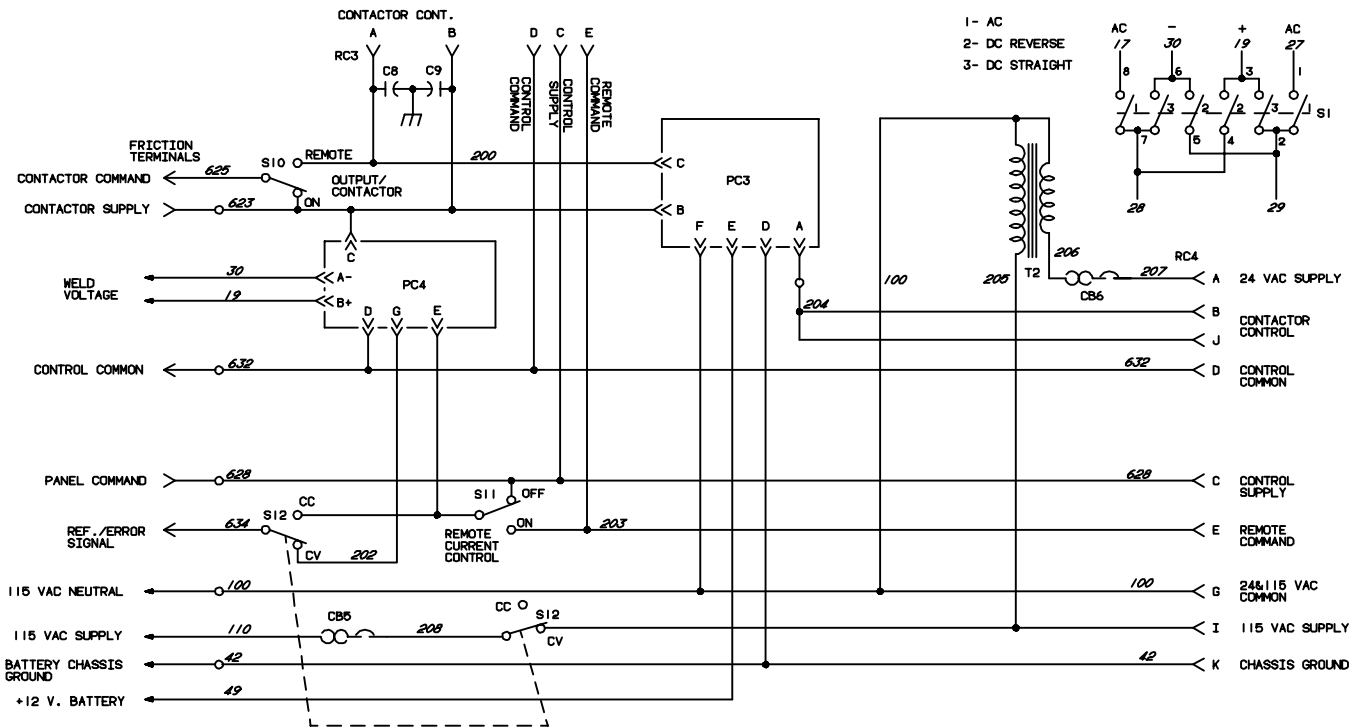 CONTACTOR CONT.
A
B
D C E
RC3
C8
C9
CONTROL
COMMAND
CONTROL
SUPPLY
REMOTE
COMMAND
1- AC
2- DC REVERSE
3- DC STRAIGHT
AC
-
+
AC
17
30
19
27
8
6
3
1
1
3
2
2
3
1
S1
7
5
4
2
28
29
FRICTION
TERMINALS
S10
REMOTE
200
C
CONTACTOR COMMAND
625
OUTPUT/
CONTACTOR
PC3
CONTACTOR SUPPLY
623
ON
B
F E D A
C
WELD
VOLTAGE
30
A-
PC4
19
B+
D G E
100
205
T2
206
CB6
207
RC4
A
24 VAC SUPPLY
204
B
CONTACTOR
CONTROL
J
CONTROL COMMON
632
632
D
CONTROL
COMMON
PANEL COMMAND
628
628
C
CONTROL
SUPPLY
S11
OFF
CC
S12
REF./ERROR
SIGNAL
634
CV
202
REMOTE
CURRENT
CONTROL
ON
203
E
REMOTE
COMMAND
115 VAC NEUTRAL
100
100
G
24&115 VAC
COMMON
CC
S12
CV
115 VAC SUPPLY
110
CB5
208
I
115 VAC SUPPLY
BATTERY CHASSIS
GROUND
42
42
K
CHASSIS GROUND
+12 V. BATTERY
49